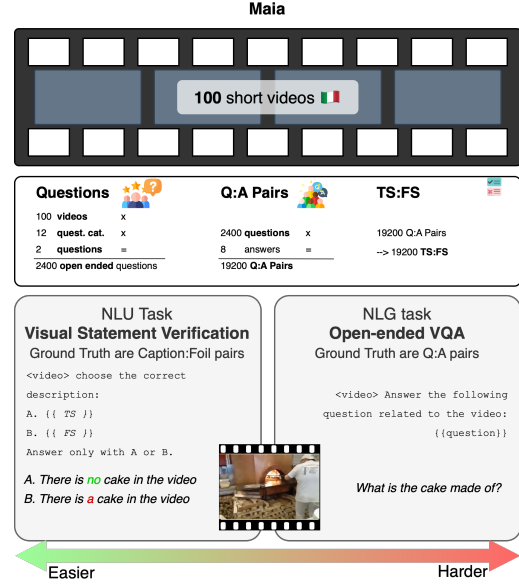 Maia
100 short videos
Questions
100 videos x
12 quest. cat. x
2 questions =
2400 open ended questions
Q:A Pairs
2400 questions x
8 answers =
19200 Q:A Pairs
TS:FS
19200 Q:A Pairs
--> 19200 TS:FS
NLU Task
Visual Statement Verification
Ground Truth are Caption:Foil pairs
<video> choose the correct
description:
A. {{ TS }}
B. {{ FS }}
Answer only with A or B.
A. There is no cake in the video
B. There is a cake in the video
NLG task
Open-ended VQA
Ground Truth are Q:A pairs
<video> Answer the following
question related to the video:
{{question}}
What is the cake made of?
Easier
Harder